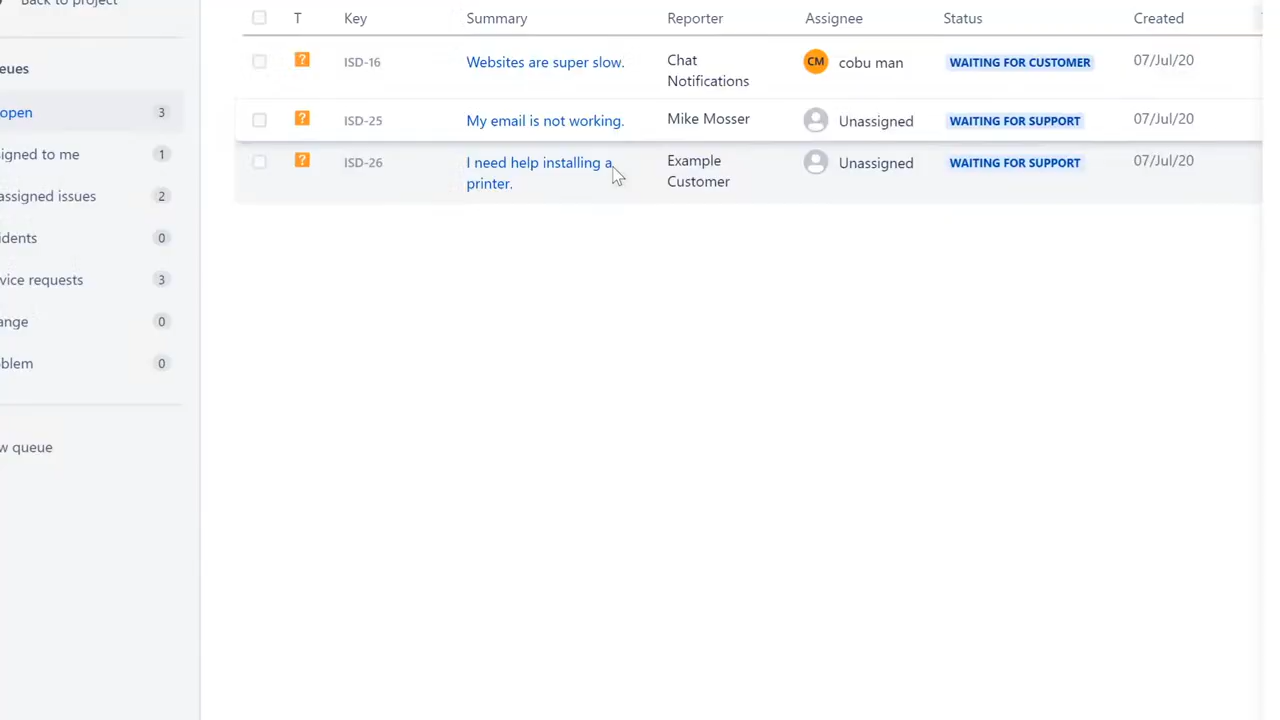 Back to project
eues
open 3
igned to me 1
assigned issues 2
idents 0
vice requests 3
ange 0
blem 0
w queue
T Key Summary Reporter Assignee Status Created
ISD-16 Websites are super slow. Chat Notifications CM cobu man WAITING FOR CUSTOMER 07/Jul/20
ISD-25 My email is not working. Mike Mosser Unassigned WAITING FOR SUPPORT 07/Jul/20
ISD-26 I need help installing a printer. Example Customer Unassigned WAITING FOR SUPPORT 07/Jul/20